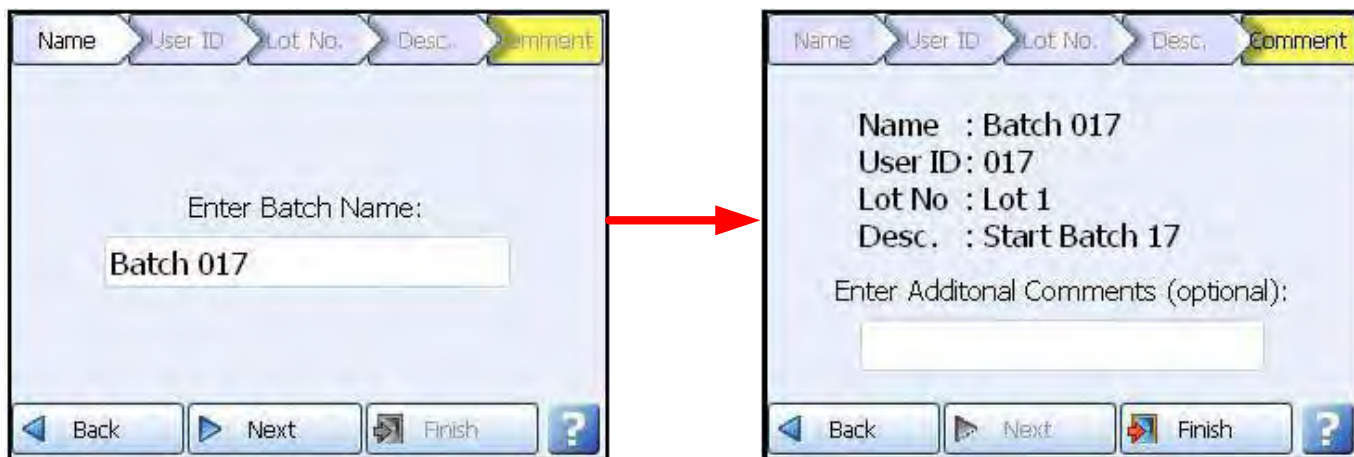 Name User ID Lot No. Desc. Comment
Enter Batch Name:
Batch 017
Back Next Finish ?
Name User ID Lot No. Desc. Comment
Name : Batch 017
User ID : 017
Lot No : Lot 1
Desc. : Start Batch 17
Enter Additonal Comments (optional):
Back Next Finish ?